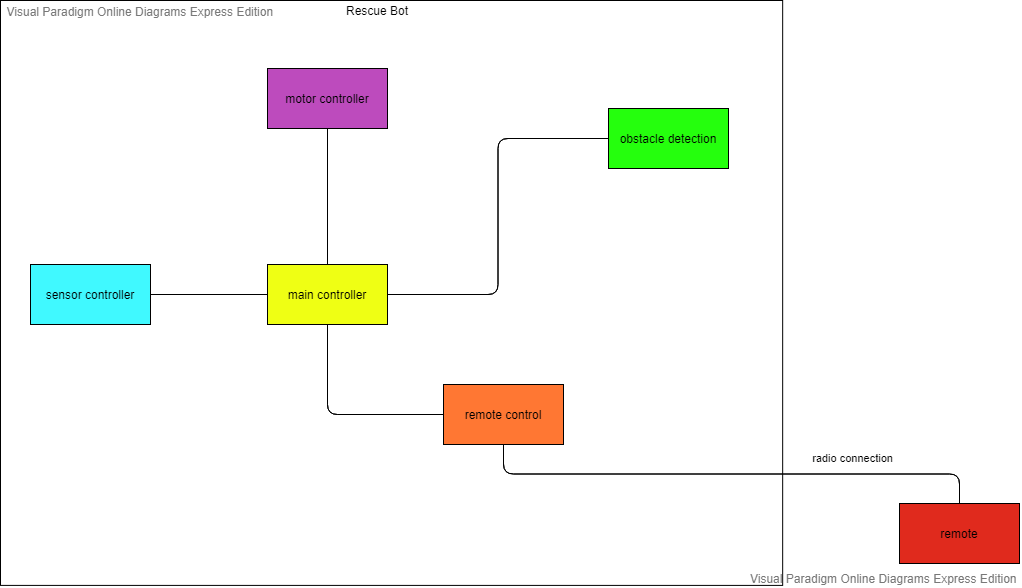 Visual Paradigm Online Diagrams Express Edition
Rescue Bot
motor controller
obstacle detection
sensor controller
main controller
remote control
radio connection
remote
Visual Paradigm Online Diagrams Express Edition